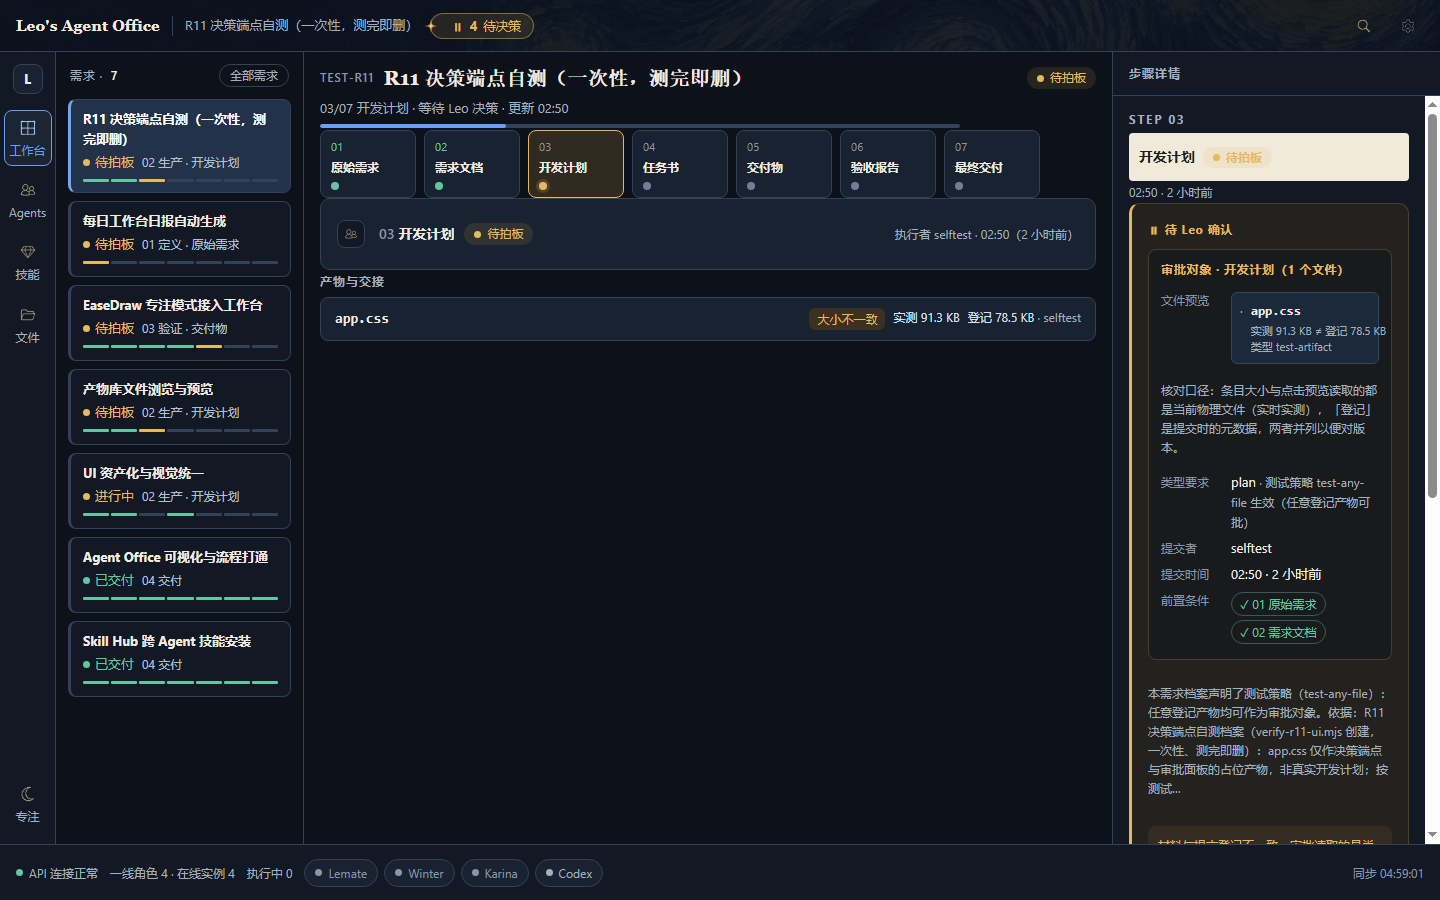 Leo's Agent Office
R11 决策端点自测（一次性，测完即删）
4 待决策
L
工作台
Agents
技能
文件
专注
需求 · 7
全部需求
R11 决策端点自测（一次性，测
完即删）
待拍板 02 生产 · 开发计划
每日工作台日报自动生成
待拍板 01 定义 · 原始需求
EaseDraw 专注模式接入工作台
待拍板 03 验证 · 交付物
产物库文件浏览与预览
待拍板 02 生产 · 开发计划
UI 资产化与视觉统一
进行中 02 生产 · 开发计划
Agent Office 可视化与流程打通
已交付 04 交付
Skill Hub 跨 Agent 技能安装
已交付 04 交付
TEST-R11 R11 决策端点自测（一次性，测完即删）
待拍板
03/07 开发计划 · 等待 Leo 决策 · 更新 02:50
01
原始需求
02
需求文档
03
开发计划
04
任务书
05
交付物
06
验收报告
07
最终交付
03 开发计划 待拍板
执行者 selftest · 02:50（2 小时前）
产物与交接
app.css
大小不一致 实测 91.3 KB 登记 78.5 KB · selftest
步骤详情
STEP 03
开发计划 待拍板
02:50 · 2 小时前
待 Leo 确认
审批对象 · 开发计划（1 个文件）
文件预览
· app.css
实测 91.3 KB ≠ 登记 78.5 KB
类型 test-artifact
核对口径：条目大小与点击预览读取的都
是当前物理文件（实时实测），「登记」
是提交时的元数据，两者并列以便对版
本。
类型要求 plan · 测试策略 test-any-
file 生效（任意登记产物可
批）
提交者 selftest
提交时间 02:50 · 2 小时前
前置条件 ✓ 01 原始需求
✓ 02 需求文档
本需求档案声明了测试策略（test-any-file）：
任意登记产物均可作为审批对象。依据：R11
决策端点自测档案（verify-r11-ui.mjs 创建，
一次性、测完即删）：app.css 仅作决策端点
与审批面板的占位产物，非真实开发计划；按
测试...
API 连接正常 一线角色 4 · 在线实例 4 执行中 0
Lemate
Winter
Karina
Codex
同步 04:59:01